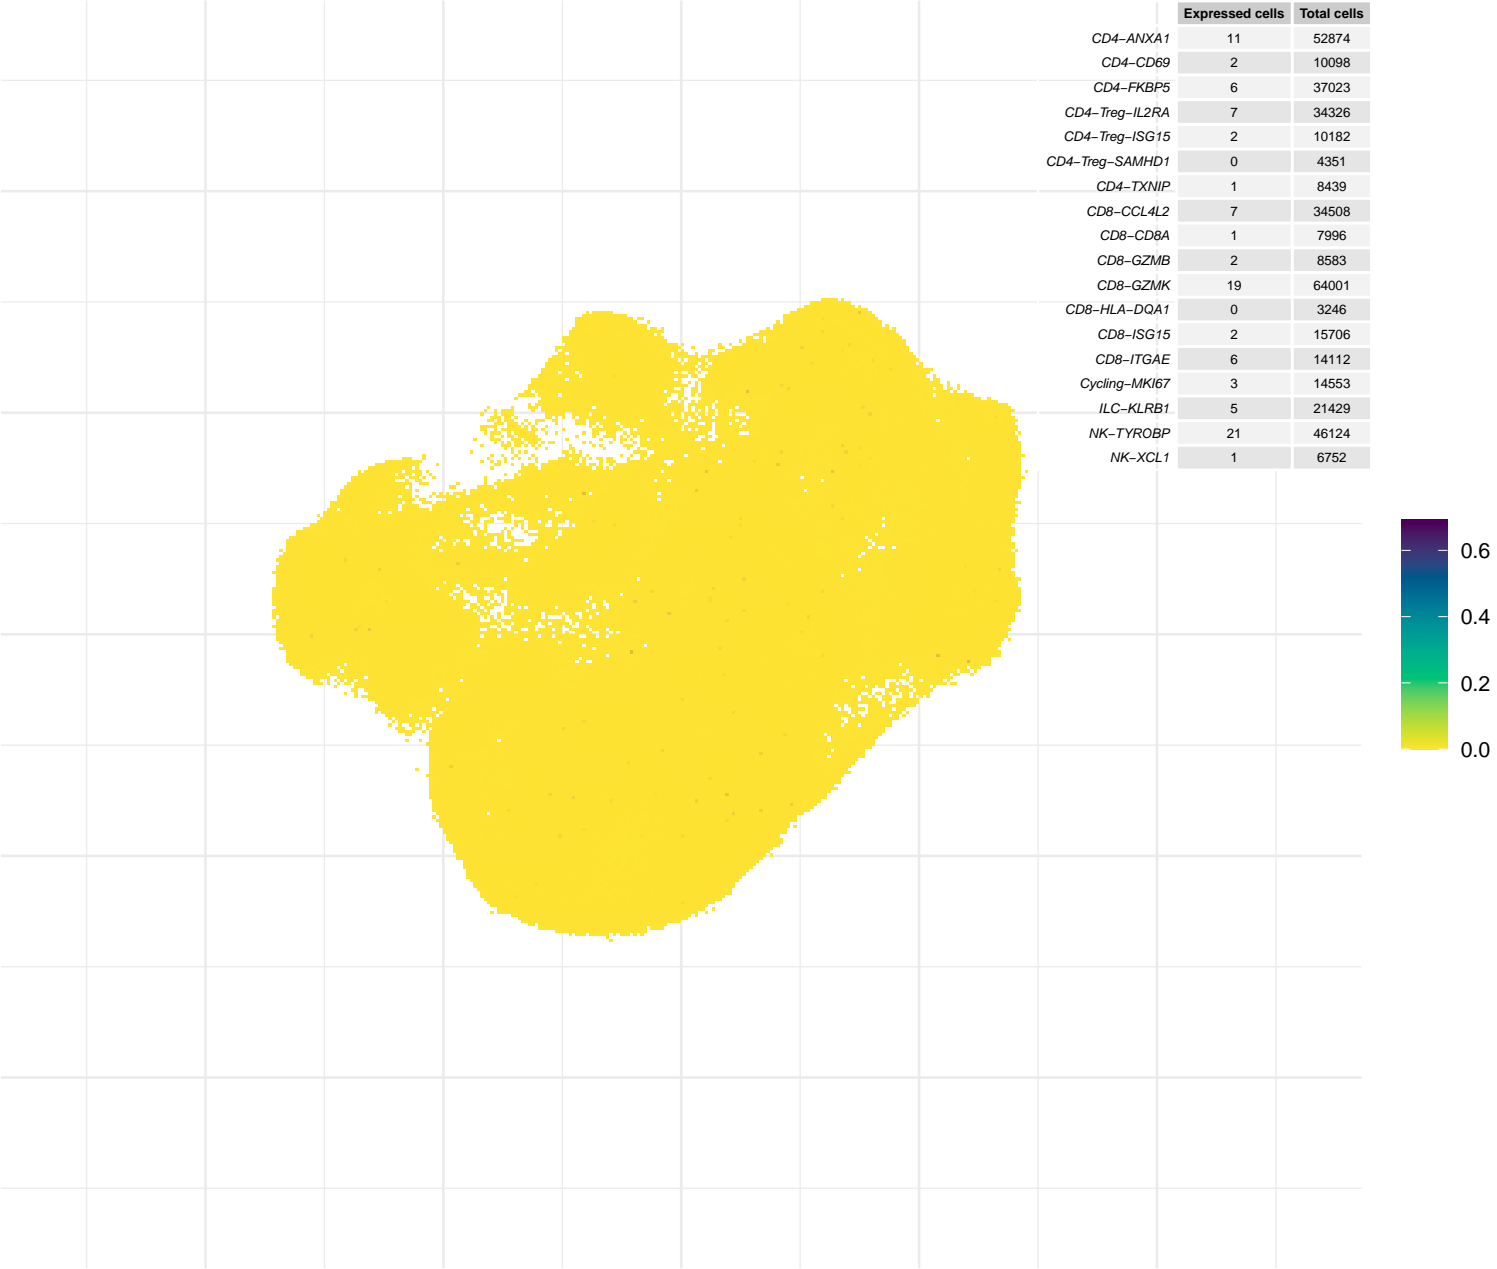 Expressed cells Total cells
CD4−ANXA1 11 52874
CD4−CD69 2 10098
CD4−FKBP5 6 37023
CD4−Treg−IL2RA 7 34326
CD4−Treg−ISG15 2 10182
CD4−Treg−SAMHD1 0 4351
CD4−TXNIP 1 8439
CD8−CCL4L2 7 34508
CD8−CD8A 1 7996
CD8−GZMB 2 8583
CD8−GZMK 19 64001
CD8−HLA−DQA1 0 3246
CD8−ISG15 2 15706
CD8−ITGAE 6 14112
Cycling−MKI67 3 14553
ILC−KLRB1 5 21429
NK−TYROBP 21 46124
NK−XCL1 1 6752
0.6
0.4
0.2
0.0